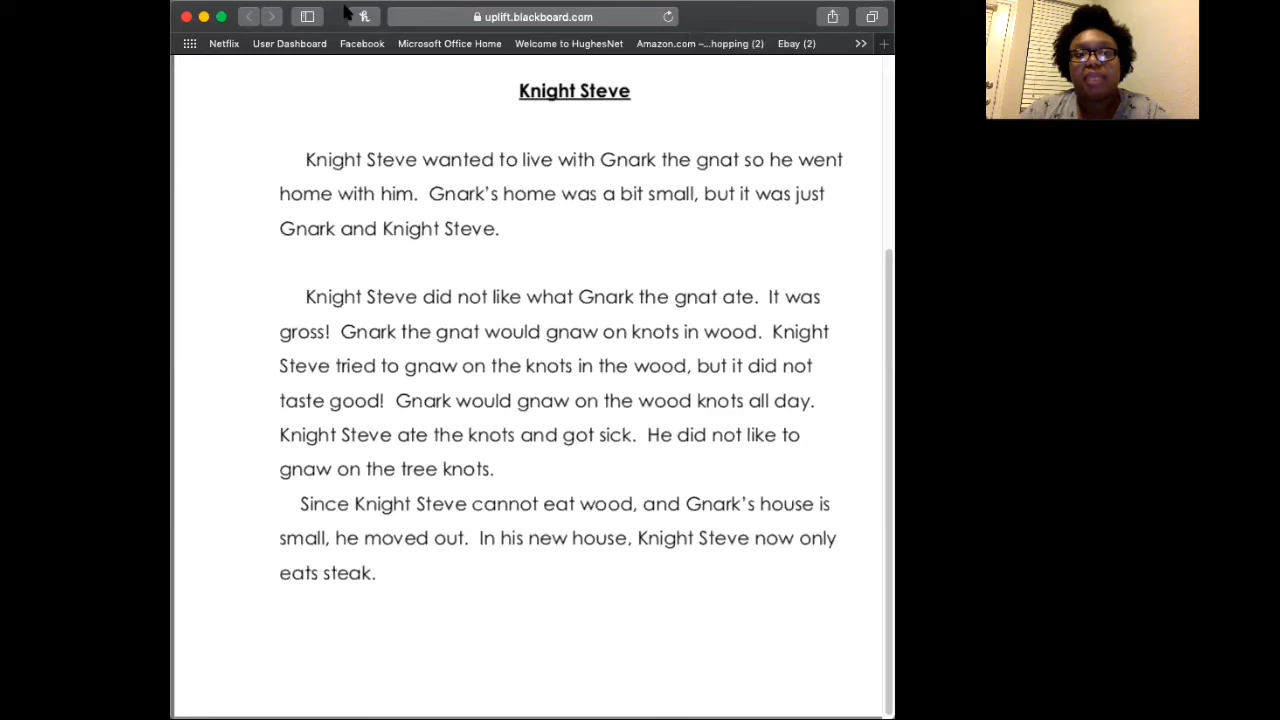 uplift.blackboard.com
Netflix User Dashboard Facebook Microsoft Office Home Welcome to HughesNet Amazon.com –...hopping (2) Ebay (2)
Knight Steve
Knight Steve wanted to live with Gnark the gnat so he went
home with him. Gnark's home was a bit small, but it was just
Gnark and Knight Steve.
Knight Steve did not like what Gnark the gnat ate. It was
gross! Gnark the gnat would gnaw on knots in wood. Knight
Steve tried to gnaw on the knots in the wood, but it did not
taste good! Gnark would gnaw on the wood knots all day.
Knight Steve ate the knots and got sick. He did not like to
gnaw on the tree knots.
Since Knight Steve cannot eat wood, and Gnark's house is
small, he moved out. In his new house, Knight Steve now only
eats steak.